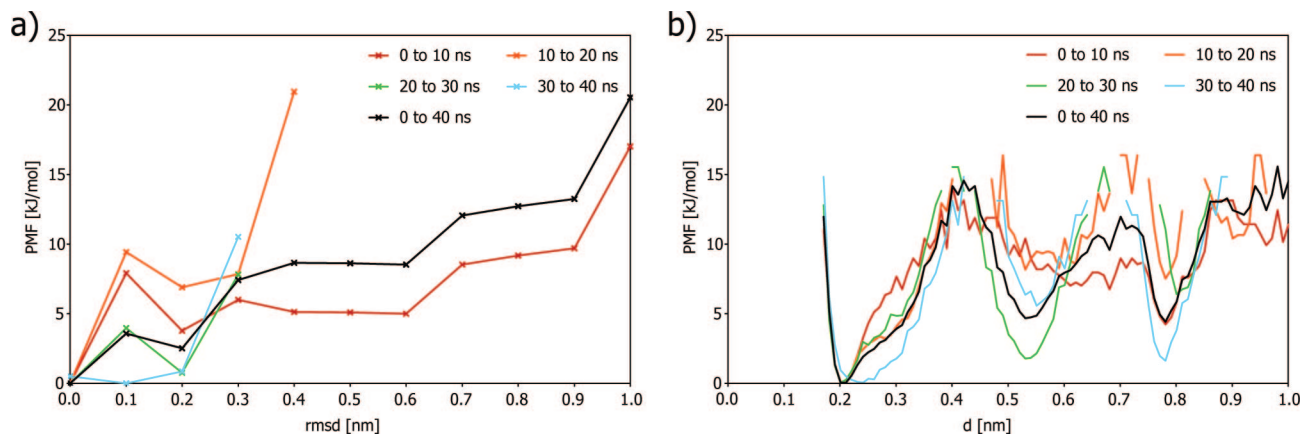 a)
25
20
15
10
5
0
PMF [kJ/mol]
0 to 10 ns
10 to 20 ns
20 to 30 ns
30 to 40 ns
0 to 40 ns
0.0 0.1 0.2 0.3 0.4 0.5 0.6 0.7 0.8 0.9 1.0
rmsd [nm]
b)
25
20
15
10
5
0
PMF [kJ/mol]
0 to 10 ns
10 to 20 ns
20 to 30 ns
30 to 40 ns
0 to 40 ns
0.0 0.1 0.2 0.3 0.4 0.5 0.6 0.7 0.8 0.9 1.0
d [nm]